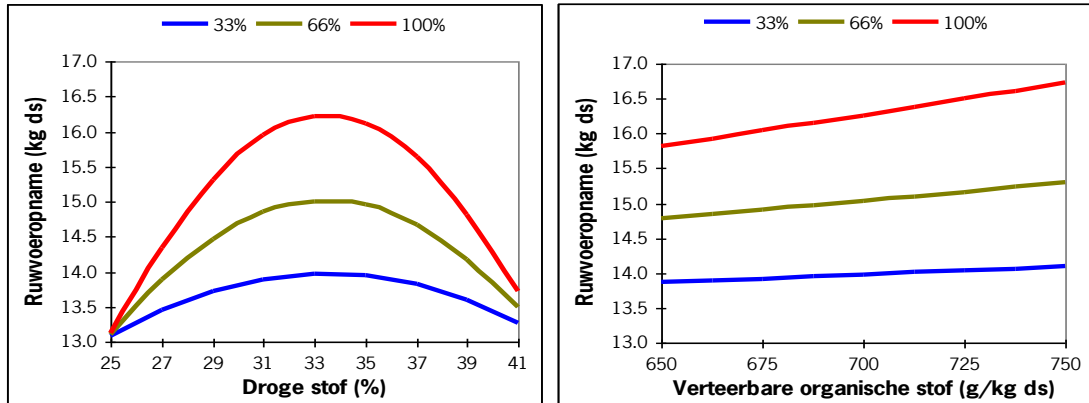 33% 66% 100%
Ruwvoeropname (kg ds)
17.0
16.5
16.0
15.5
15.0
14.5
14.0
13.5
13.0
25 27 29 31 33 35 37 39 41
Droge stof (%)
33% 66% 100%
Ruwvoeropname (kg ds)
17.0
16.5
16.0
15.5
15.0
14.5
14.0
13.5
13.0
650 675 700 725 750
Verteerbare organische stof (g/kg ds)